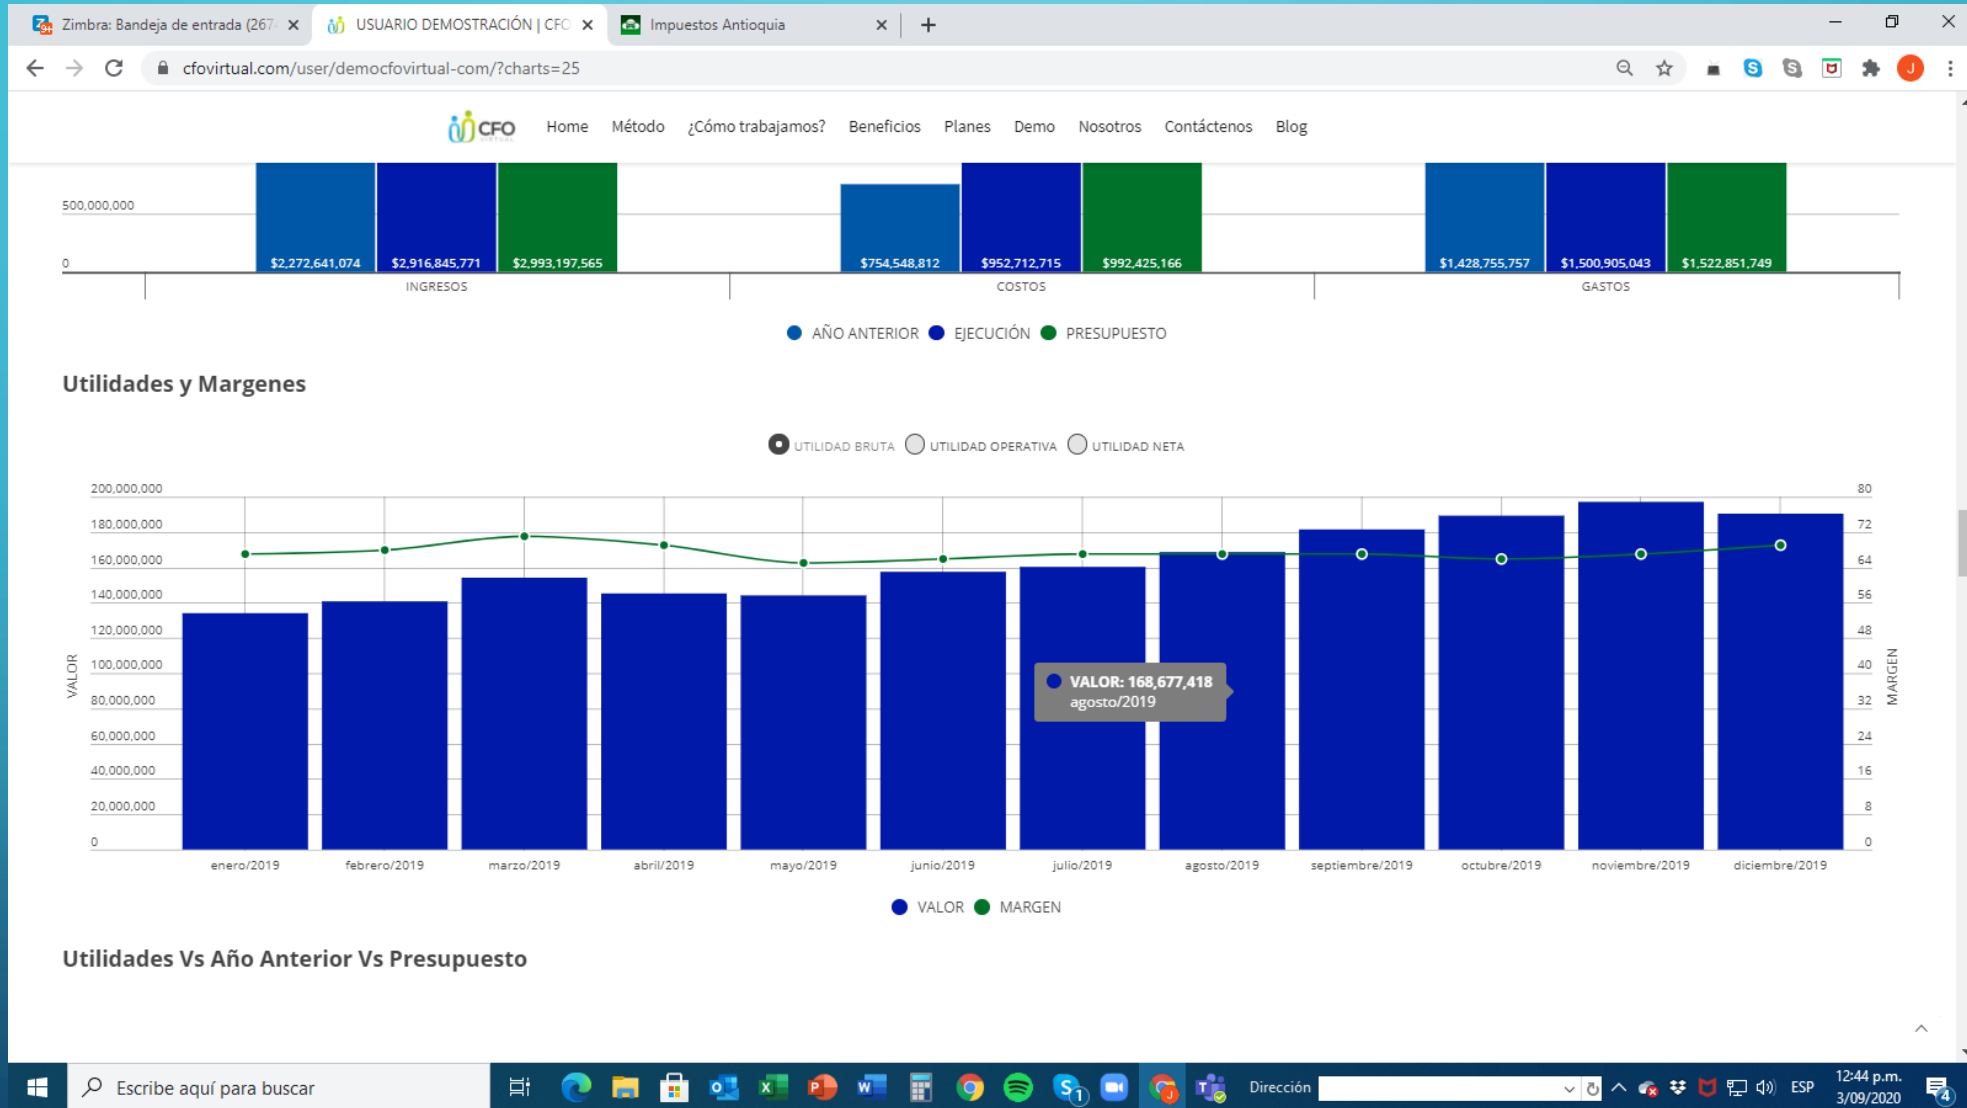 Zimbra: Bandeja de entrada (267
USUARIO DEMOSTRACIÓN | CFO
Impuestos Antioquia
cfovirtual.com/user/democfovirtual-com/?charts=25
J
CFO
VIRTUAL
Home Método ¿Cómo trabajamos? Beneficios Planes Demo Nosotros Contáctenos Blog
500,000,000
0
$2,272,641,074 $2,916,845,771 $2,993,197,565 $754,548,812 $952,712,715 $992,425,166 $1,428,755,757 $1,500,905,043 $1,522,851,749
INGRESOS COSTOS GASTOS
AÑO ANTERIOR EJECUCIÓN PRESUPUESTO
Utilidades y Margenes
UTILIDAD BRUTA UTILIDAD OPERATIVA UTILIDAD NETA
200,000,000 80
180,000,000 72
160,000,000 64
140,000,000 56
120,000,000 48
100,000,000 40
80,000,000 32
60,000,000 24
40,000,000 16
20,000,000 8
0 0
VALOR
MARGEN
VALOR: 168,677,418
agosto/2019
enero/2019 febrero/2019 marzo/2019 abril/2019 mayo/2019 junio/2019 julio/2019 agosto/2019 septiembre/2019 octubre/2019 noviembre/2019 diciembre/2019
VALOR MARGEN
Utilidades Vs Año Anterior Vs Presupuesto
Escribe aquí para buscar
Dirección
ESP
12:44 p.m.
3/09/2020
4